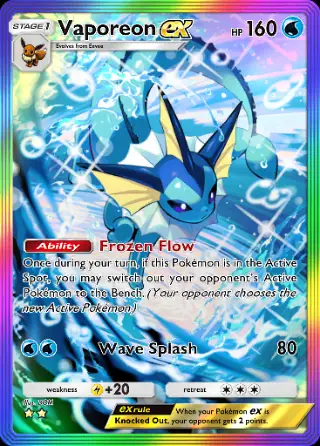 STAGE 1
Vaporeon ex
HP 160
Evolves from Eevee
Ability Frozen Flow
Once during your turn, if this Pokémon is in the Active
Spot, you may switch out your opponent's Active
Pokémon to the Bench. (Your opponent chooses the
new Active Pokémon.)
Wave Splash 80
weakness +20 retreat
ex rule
When your Pokémon ex is
Knocked Out, your opponent gets 2 points.